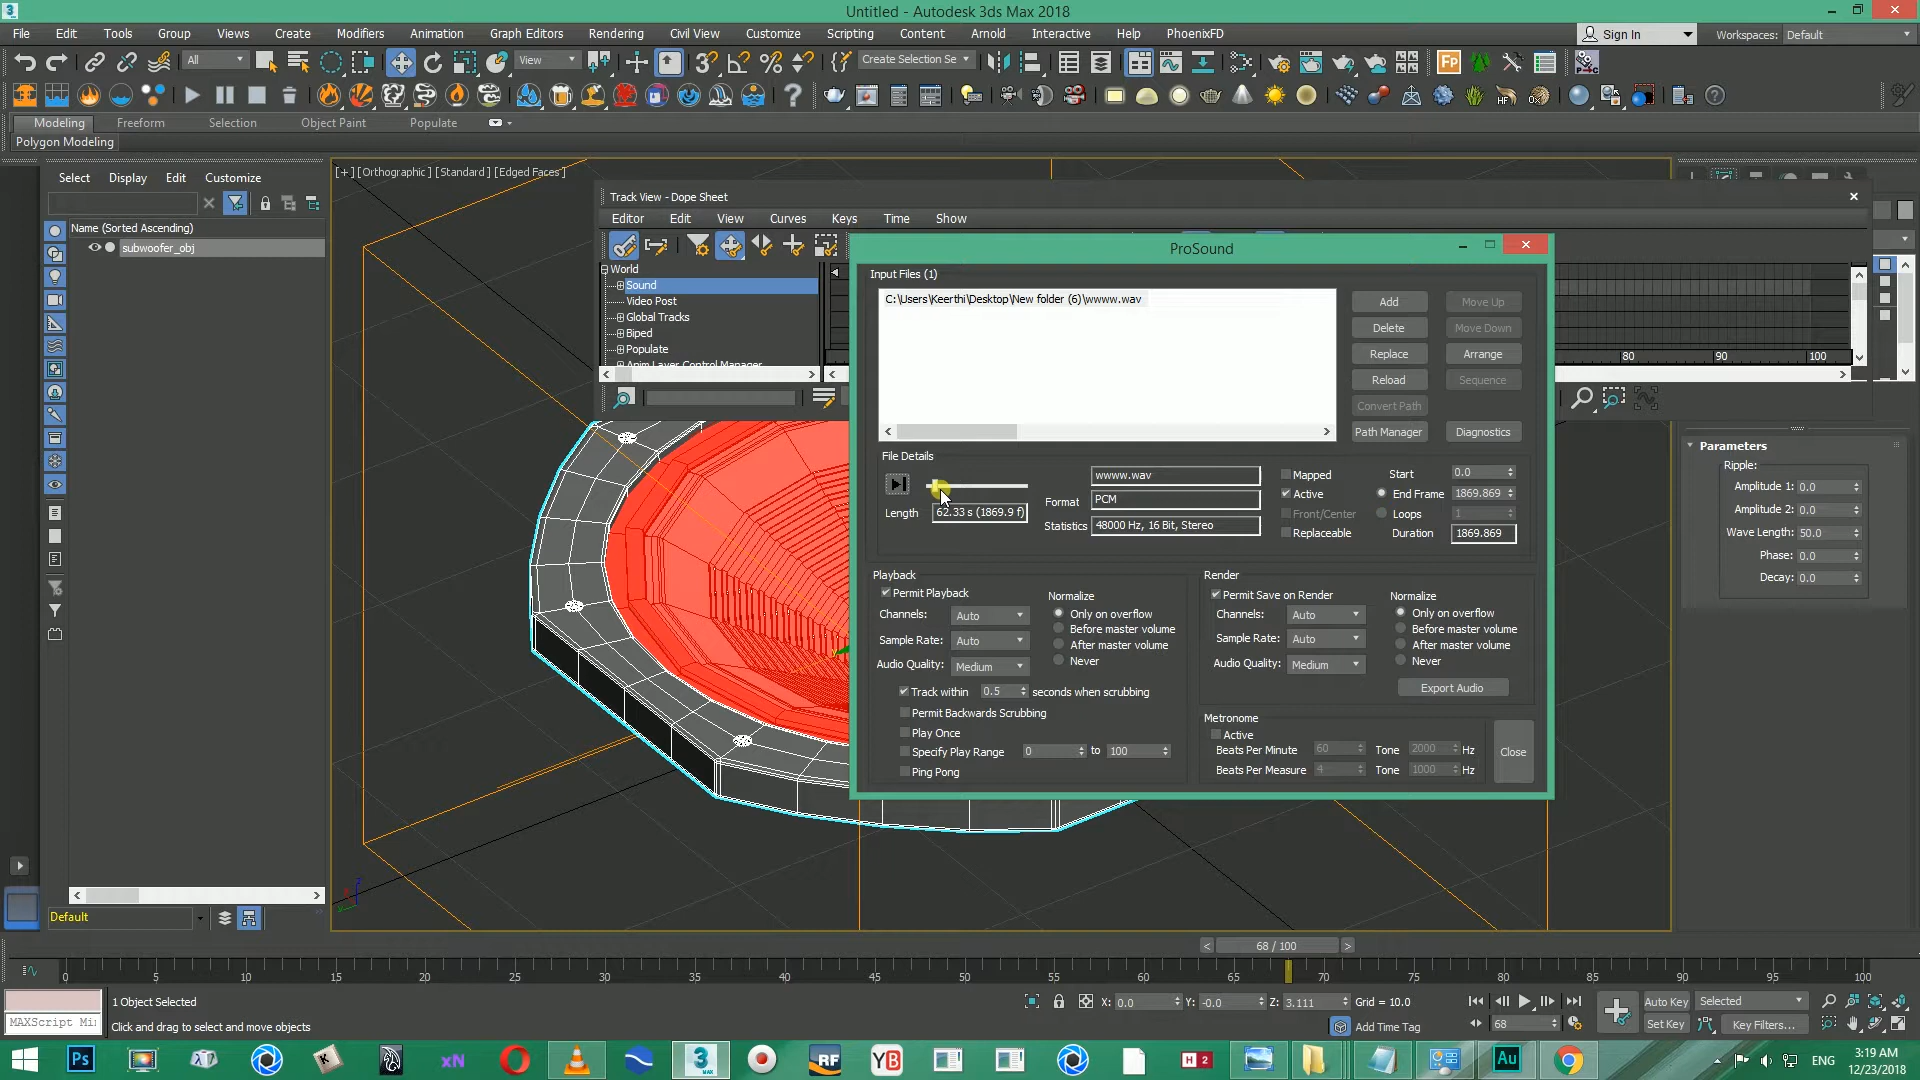 Untitled - Autodesk 3ds Max 2018
File Edit Tools Group Views Create Modifiers Animation Graph Editors Rendering Civil View Customize Scripting Content Arnold Interactive Help PhoenixFD
Sign In Workspaces: Default
All View Create Selection Se
Modeling Freeform Selection Object Paint Populate
Polygon Modeling
Select Display Edit Customize
[+] [Orthographic] [Standard] [Edged Faces]
Name (Sorted Ascending)
subwoofer_obj
Track View - Dope Sheet
Editor Edit View Curves Keys Time Show
World
Sound
Video Post
Global Tracks
Biped
Populate
Anim Layer Control Manager
80 90 100
ProSound
Input Files (1)
C:\Users\Keerthi\Desktop\New folder (6)\wwww.wav
Add Move Up
Delete Move Down
Replace Arrange
Reload Sequence
Convert Path
Path Manager Diagnostics
File Details
wwww.wav
Format PCM
Length 62.33 s (1869.9 f)
Statistics 48000 Hz, 16 Bit, Stereo
Mapped
Active
Front/Center
Replaceable
Start 0.0
End Frame 1869.869
Loops 1
Duration 1869.869
Playback
Permit Playback
Channels: Auto
Sample Rate: Auto
Audio Quality: Medium
Normalize
Only on overflow
Before master volume
After master volume
Never
Track within 0.5 seconds when scrubbing
Permit Backwards Scrubbing
Play Once
Specify Play Range 0 to 100
Ping Pong
Render
Permit Save on Render
Channels: Auto
Sample Rate: Auto
Audio Quality: Medium
Normalize
Only on overflow
Before master volume
After master volume
Never
Export Audio
Metronome
Active
Beats Per Minute 60 Tone 2000 Hz
Beats Per Measure 4 Tone 1000 Hz
Close
Parameters
Ripple:
Amplitude 1: 0.0
Amplitude 2: 0.0
Wave Length: 50.0
Phase: 0.0
Decay: 0.0
Default
68 / 100
0 5 10 15 20 25 30 35 40 45 50 55 60 65 70 75 80 85 90 95 100
1 Object Selected
MAXScript Mi
Click and drag to select and move objects
X: 0.0 Y: -0.0 Z: 3.111 Grid = 10.0
Add Time Tag
68
Auto Key Selected
Set Key Key Filters...
Ps xN 3 MAX RF YB H 2 Au
ENG
3:19 AM
12/23/2018